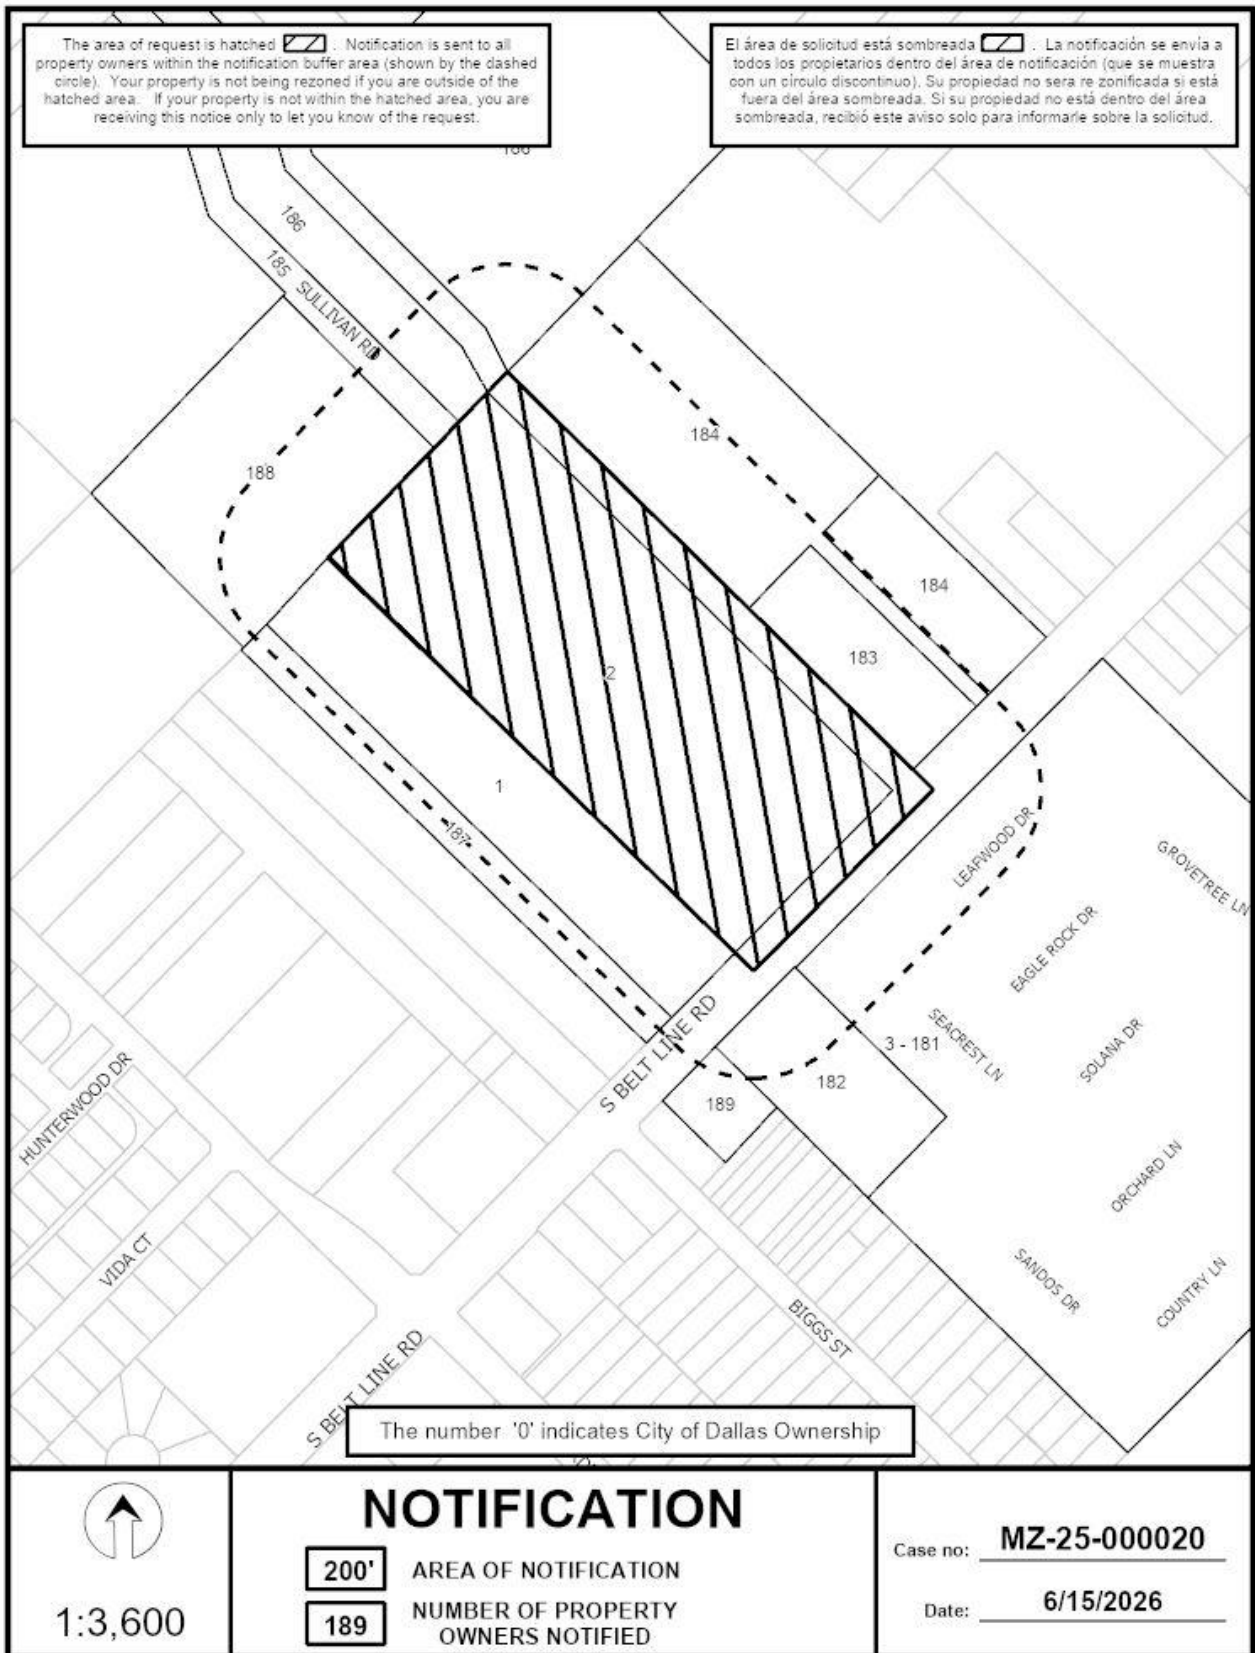 The area of request is hatched . Notification is sent to all
property owners within the notification buffer area (shown by the dashed
circle). Your property is not being rezoned if you are outside of the
hatched area. If your property is not within the hatched area, you are
receiving this notice only to let you know of the request.
El área de solicitud está sombreada . La notificación se envía a
todos los propietarios dentro del área de notificación (que se muestra
con un círculo discontinuo). Su propiedad no sera re zonificada si está
fuera del área sombreada. Si su propiedad no está dentro del área
sombreada, recibió este aviso solo para informarle sobre la solicitud.
186
186
185
SULLIVAN RD
184
188
184
183
2
1
187
LEAFWOOD DR
GROVETREE LN
EAGLE ROCK DR
SEACREST LN
S BELT LINE RD
3 - 181
SOLANA DR
182
189
HUNTERWOOD DR
ORCHARD LN
VIDA CT
SANDOS DR
COUNTRY LN
BIGGS ST
S BELT LINE RD
The number '0' indicates City of Dallas Ownership
1:3,600
NOTIFICATION
200' AREA OF NOTIFICATION
189 NUMBER OF PROPERTY
OWNERS NOTIFIED
Case no: MZ-25-000020
Date: 6/15/2026